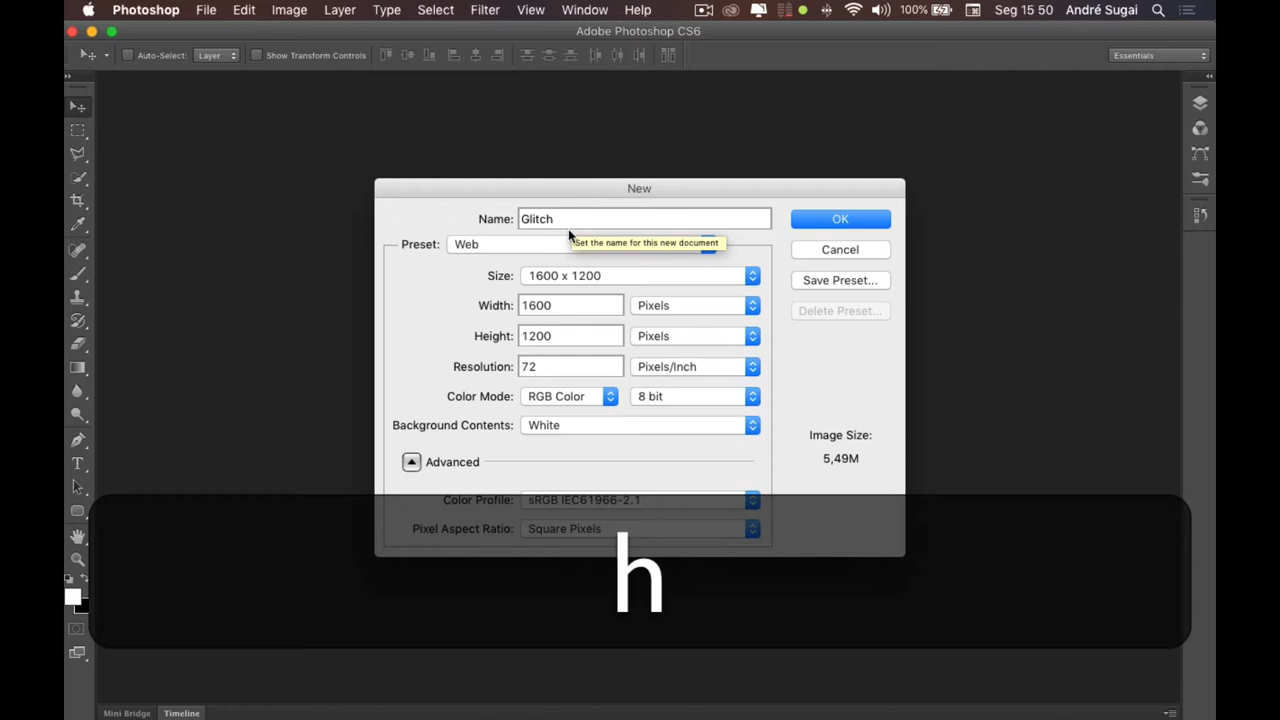 Photoshop File Edit Image Layer Type Select Filter View Window Help 100% Seg 15 50 André Sugai
Adobe Photoshop CS6
Auto-Select: Layer Show Transform Controls Essentials
New
Name: Glitch OK
Set the name for this new document
Preset: Web Cancel
Size: 1600 x 1200 Save Preset...
Width: 1600 Pixels Delete Preset...
Height: 1200 Pixels
Resolution: 72 Pixels/Inch
Color Mode: RGB Color 8 bit
Background Contents: White
Image Size:
5,49M
Advanced
Color Profile: sRGB IEC61966-2.1
Pixel Aspect Ratio: Square Pixels
h
Mini Bridge Timeline